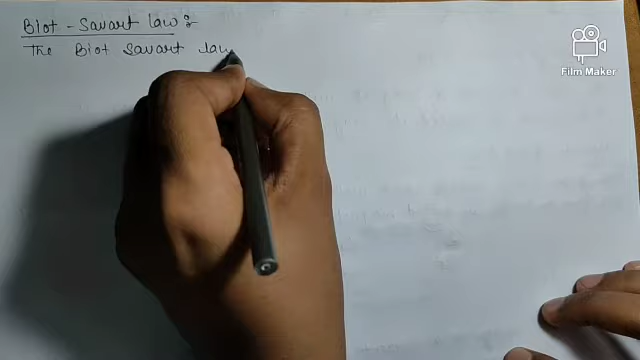 Biot - Savart law :-
The Biot Savart law
Film Maker